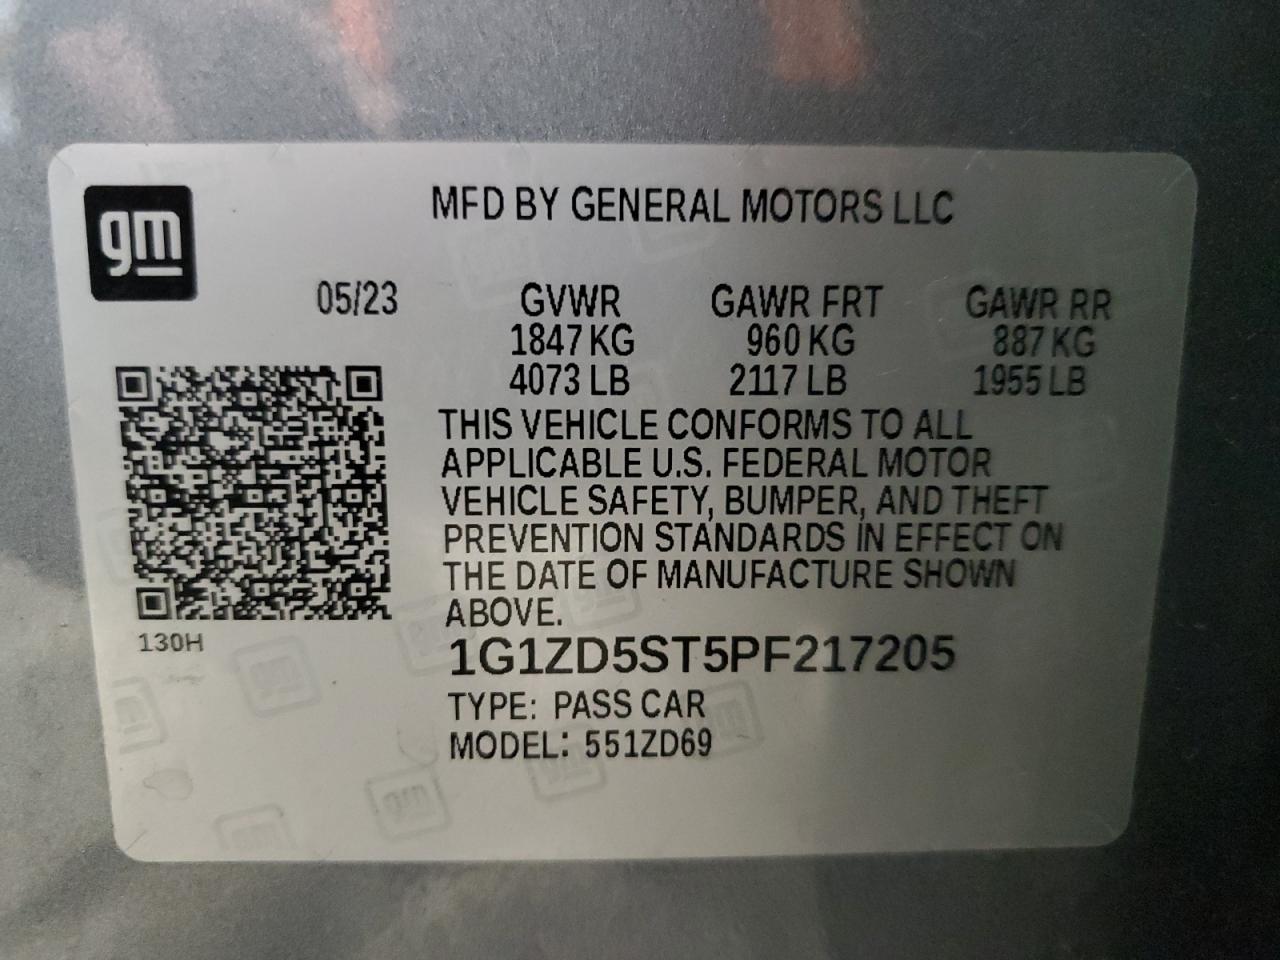 gm
MFD BY GENERAL MOTORS LLC
05/23 GVWR GAWR FRT GAWR RR
1847 KG 960 KG 887 KG
4073 LB 2117 LB 1955 LB
THIS VEHICLE CONFORMS TO ALL
APPLICABLE U.S. FEDERAL MOTOR
VEHICLE SAFETY, BUMPER, AND THEFT
PREVENTION STANDARDS IN EFFECT ON
THE DATE OF MANUFACTURE SHOWN
ABOVE.
130H
1G1ZD5ST5PF217205
TYPE: PASS CAR
MODEL: 551ZD69